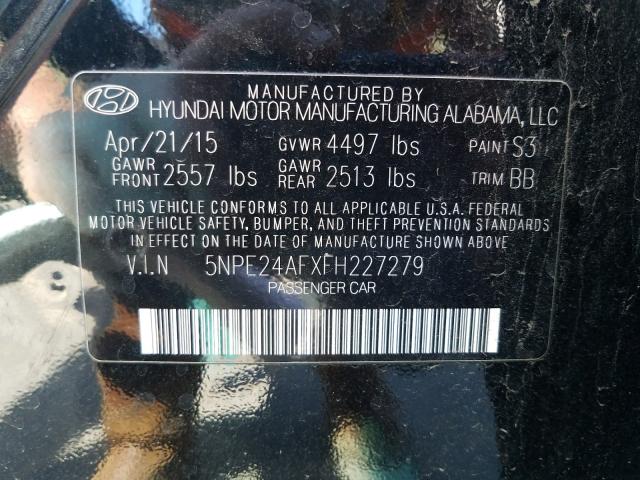 MANUFACTURED BY
HYUNDAI MOTOR MANUFACTURING ALABAMA, LLC
Apr/21/15 GVWR 4497 lbs PAINT S3
GAWR FRONT 2557 lbs GAWR REAR 2513 lbs TRIM BB
THIS VEHICLE CONFORMS TO ALL APPLICABLE U.S.A. FEDERAL
MOTOR VEHICLE SAFETY, BUMPER, AND THEFT PREVENTION STANDARDS
IN EFFECT ON THE DATE OF MANUFACTURE SHOWN ABOVE
V.I.N 5NPE24AFXFH227279
PASSENGER CAR